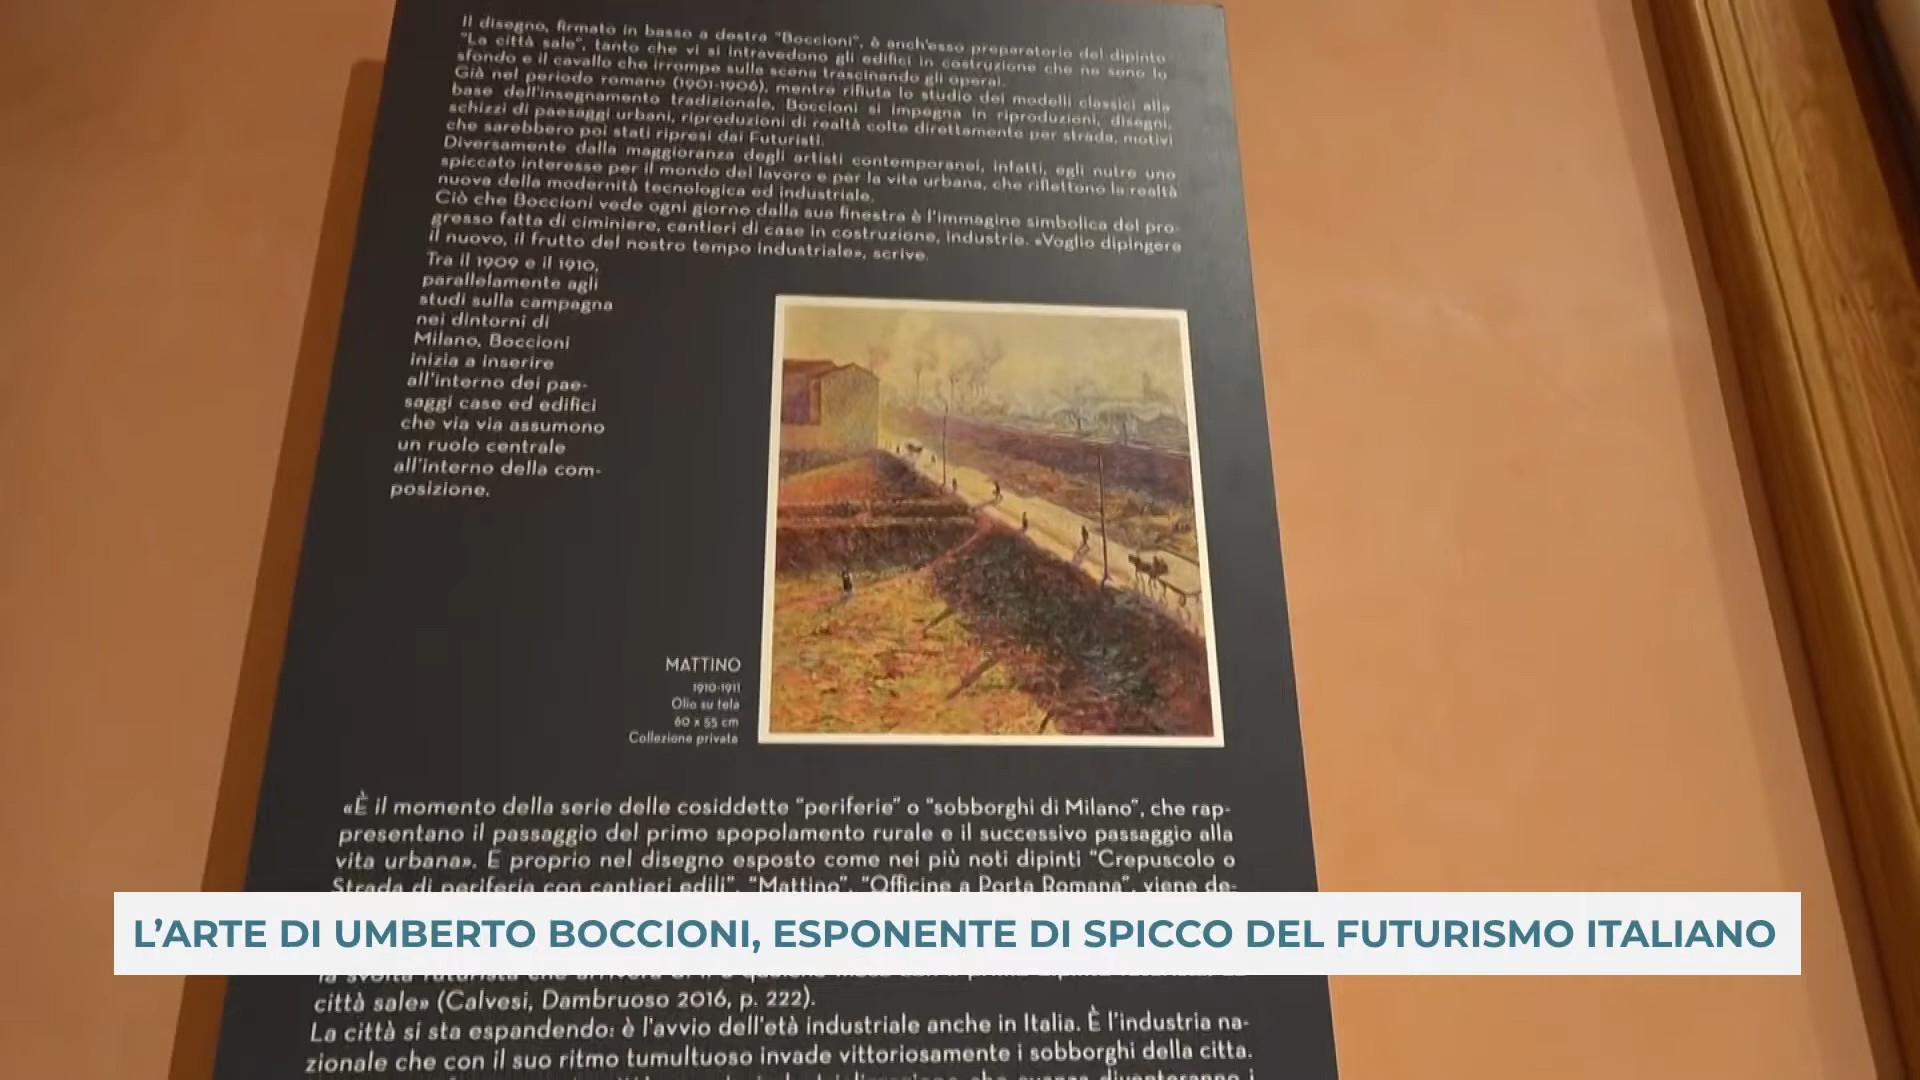 Il disegno, firmato in basso a destra "Boccioni", è anch'esso preparatorio del dipinto
"La città sale", tanto che vi si intravedono gli edifici in costruzione che ne sono lo
sfondo e il cavallo che irrompe sulla scena trascinando gli operai.
Già nel periodo romano (1901-1906), mentre rifiuta lo studio dei modelli classici alla
base dell'insegnamento tradizionale, Boccioni si impegna in riproduzioni, disegni,
schizzi di paesaggi urbani, riproduzioni di realtà colte direttamente per strada, motivi
che sarebbero poi stati ripresi dai Futuristi.
Diversamente dalla maggioranza degli artisti contemporanei, infatti, egli nutre uno
spiccato interesse per il mondo del lavoro e per la vita urbana, che riflettono la realtà
nuova della modernità tecnologica ed industriale.
Ciò che Boccioni vede ogni giorno dalla sua finestra è l'immagine simbolica del pro-
gresso fatta di ciminiere, cantieri di case in costruzione, industrie. «Voglio dipingere
il nuovo, il frutto del nostro tempo industriale», scrive.
Tra il 1909 e il 1910,
parallelamente agli
studi sulla campagna
nei dintorni di
Milano, Boccioni
inizia a inserire
all'interno dei pae-
saggi case ed edifici
che via via assumono
un ruolo centrale
all'interno della com-
posizione.
MATTINO
1910-1911
Olio su tela
60 x 55 cm
Collezione privata
«È il momento della serie delle cosiddette "periferie" o "sobborghi di Milano", che rap-
presentano il passaggio del primo spopolamento rurale e il successivo passaggio alla
vita urbana». E proprio nel disegno esposto come nei più noti dipinti "Crepuscolo o
Strada di periferia con cantieri edili", "Mattino", "Officine a Porta Romana", viene de-
L'ARTE DI UMBERTO BOCCIONI, ESPONENTE DI SPICCO DEL FUTURISMO ITALIANO
città sale» (Calvesi, Dambruoso 2016, p. 222).
La città si sta espandendo: è l'avvio dell'età industriale anche in Italia. È l'industria na-
zionale che con il suo ritmo tumultuoso invade vittoriosamente i sobborghi della citta.